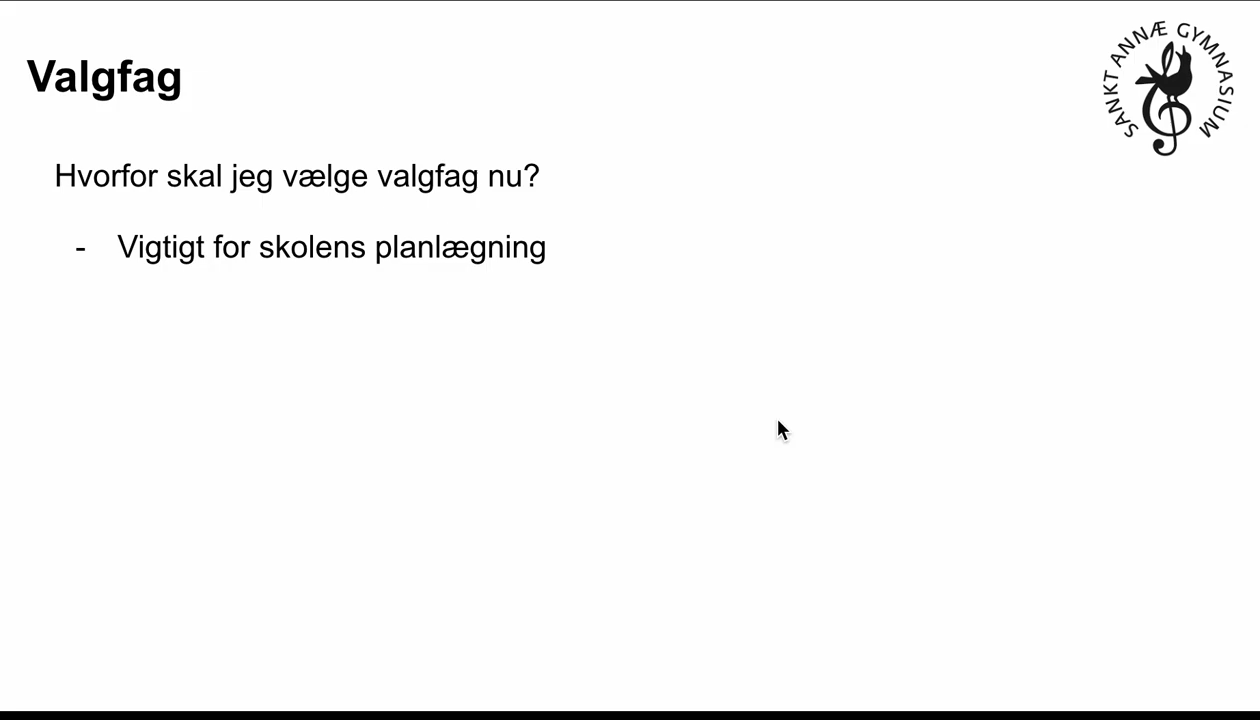 Valgfag
SANKT ANNÆ GYMNASIUM
Hvorfor skal jeg vælge valgfag nu?
- Vigtigt for skolens planlægning